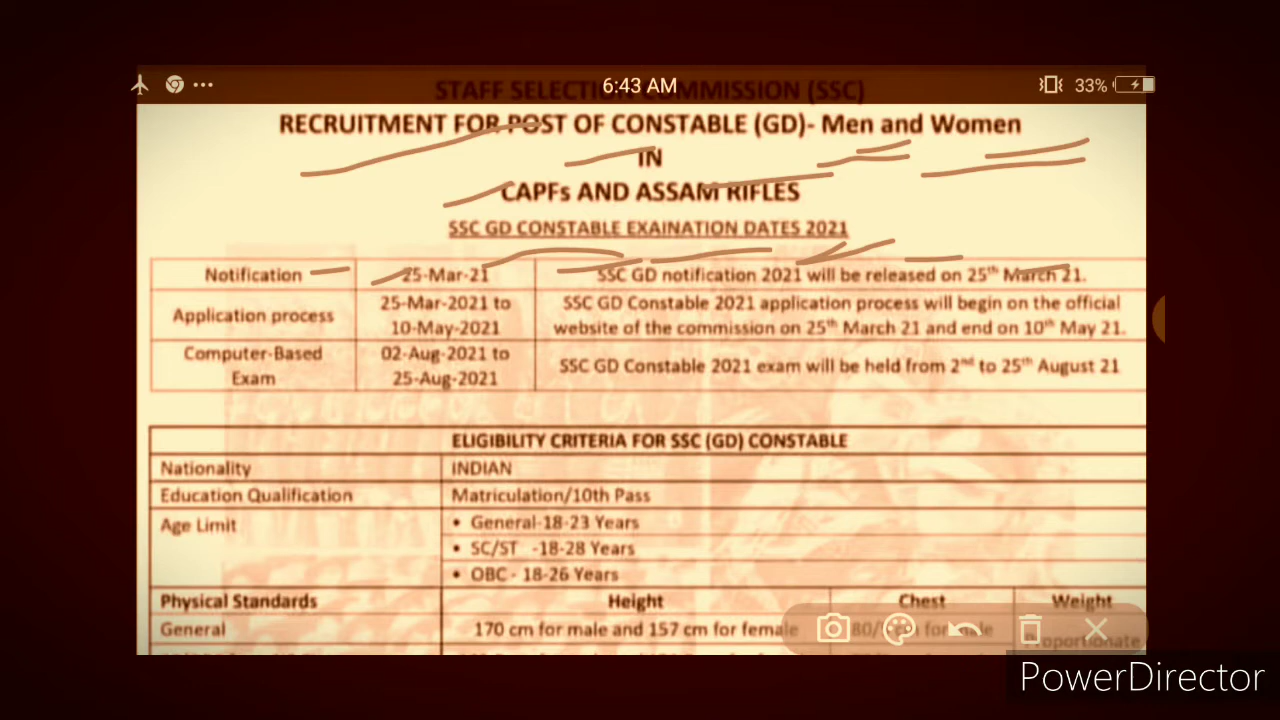 6:43 AM
33%
STAFF SELECTION COMMISSION (SSC)
RECRUITMENT FOR POST OF CONSTABLE (GD)- Men and Women
IN
CAPFs AND ASSAM RIFLES
SSC GD CONSTABLE EXAINATION DATES 2021
Notification 25-Mar-21 SSC GD notification 2021 will be released on 25th March 21.
Application process 25-Mar-2021 to 10-May-2021 SSC GD Constable 2021 application process will begin on the official
website of the commission on 25th March 21 and end on 10th May 21.
Computer-Based Exam 02-Aug-2021 to 25-Aug-2021 SSC GD Constable 2021 exam will be held from 2nd to 25th August 21
ELIGIBILITY CRITERIA FOR SSC (GD) CONSTABLE
Nationality INDIAN
Education Qualification Matriculation/10th Pass
Age Limit • General-18-23 Years
• SC/ST -18-28 Years
• OBC - 18-26 Years
Physical Standards Height Chest Weight
General 170 cm for male and 157 cm for female
PowerDirector